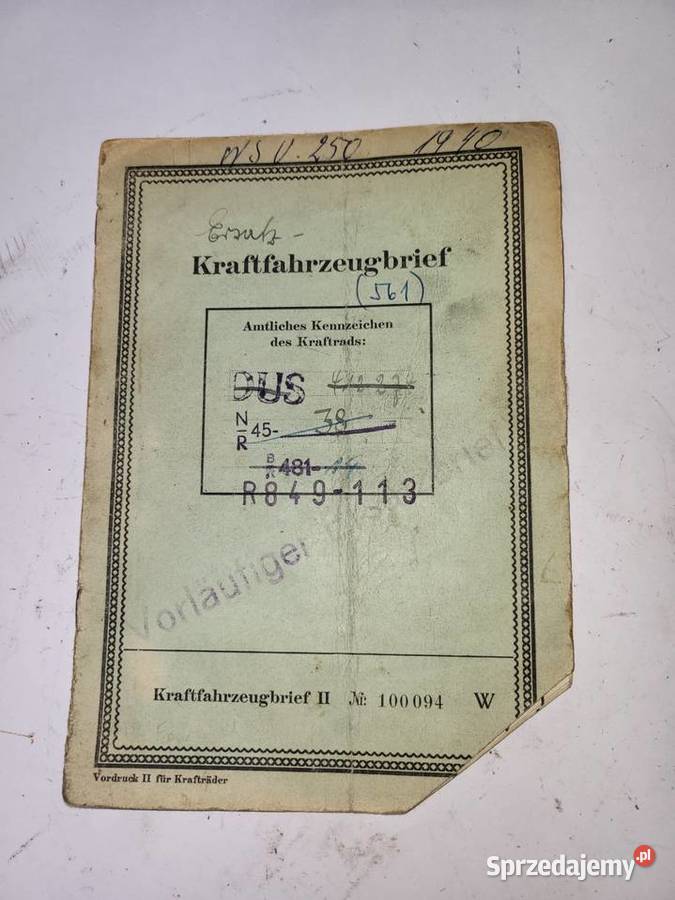 NSU. 250 1940
Ersatz -
Kraftfahrzeugbrief
(561)
Amtliches Kennzeichen
des Kraftrads:
DUS
N/R 45- 38
B/R 481-
R849-113
Vorläufiger
Kraftfahrzeugbrief II № 100094 W
Vordruck II für Krafträder
Sprzedajemy.pl